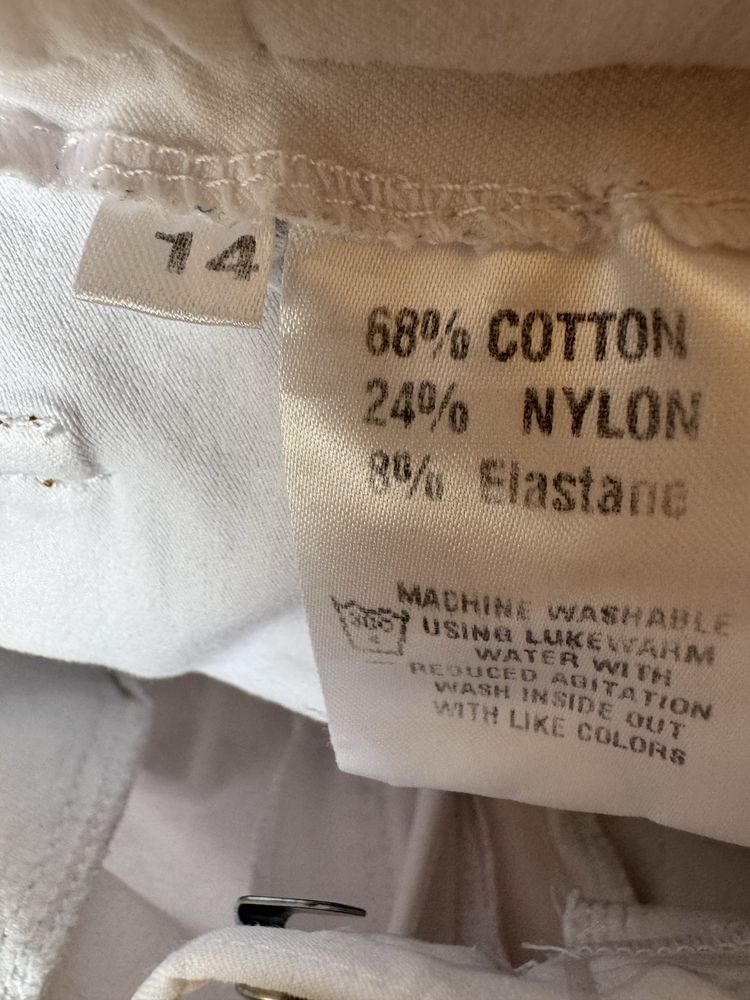 14
68% COTTON
24% NYLON
8% Elastane
MACHINE WASHABLE
USING LUKEWARM
WATER WITH
REDUCED AGITATION
WASH INSIDE OUT
WITH LIKE COLORS